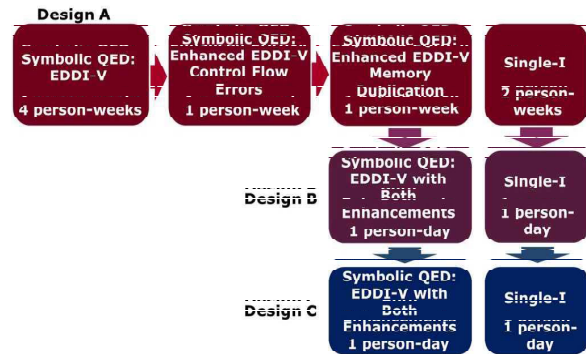 Design A
Symbolic QED:
EDDI-V
4 person-weeks
Symbolic QED:
Enhanced EDDI-V
Control Flow
Errors
1 person-week
Symbolic QED:
Enhanced EDDI-V
Memory
Duplication
1 person-week
Single-I
person-
weeks
Design B
Symbolic QED:
EDDI-V with
Both
Enhancements
1 person-day
Single-I
1 person-
day
Design C
Symbolic QED:
EDDI-V with
Both
Enhancements
1 person-day
Single-I
1 person-
day